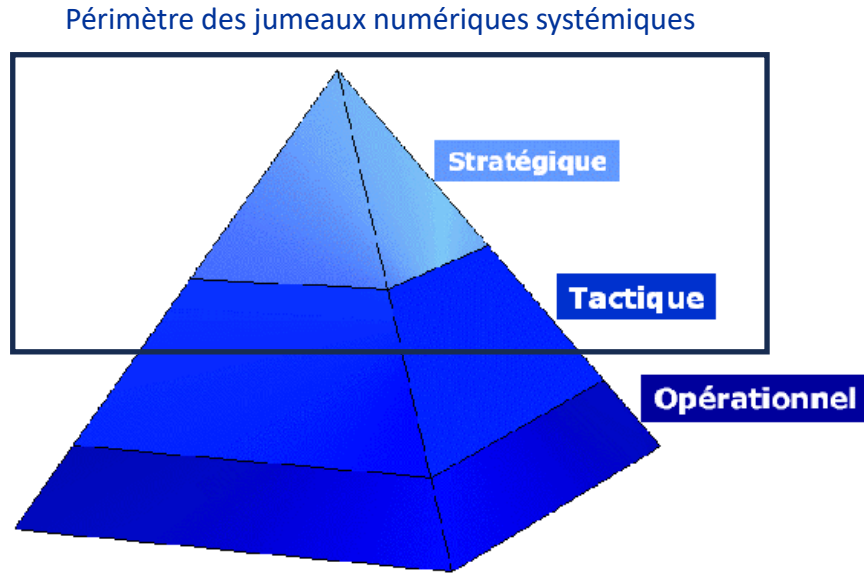 Périmètre des jumeaux numériques systémiques
Stratégique
Tactique
Opérationnel